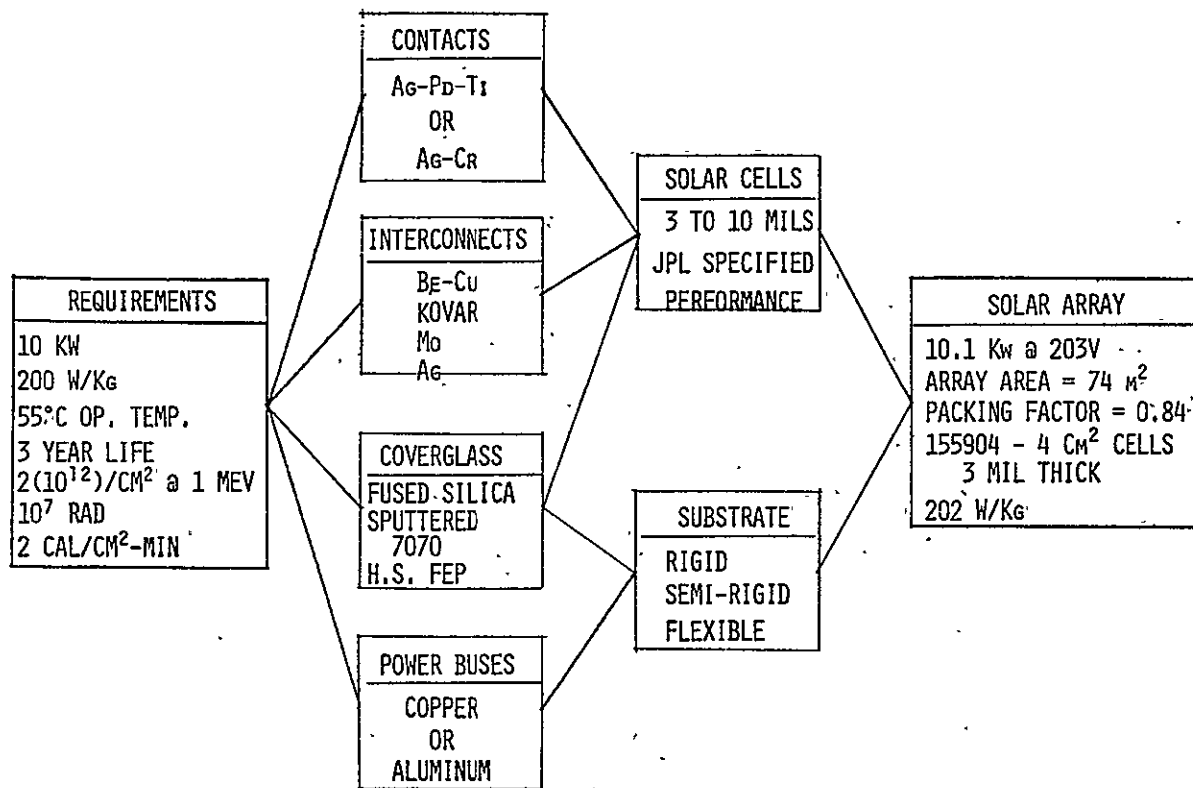 REQUIREMENTS
10 KW
200 W/KG
55°C OP. TEMP.
3 YEAR LIFE
2(10¹²)/CM² @ 1 MEV
10⁷ RAD
2 CAL/CM²-MIN
CONTACTS
AG-PD-TI
OR
AG-CR
INTERCONNECTS
BE-CU
KOVAR
MO
AG
COVERGLASS
FUSED SILICA
SPUTTERED
7070
H.S. FEP
POWER BUSES
COPPER
OR
ALUMINUM
SOLAR CELLS
3 TO 10 MILS
JPL SPECIFIED
PERFORMANCE
SUBSTRATE
RIGID
SEMI-RIGID
FLEXIBLE
SOLAR ARRAY
10.1 KW @ 203V
ARRAY AREA = 74 M²
PACKING FACTOR = 0.84
155904 - 4 CM² CELLS
3 MIL THICK
202 W/KG